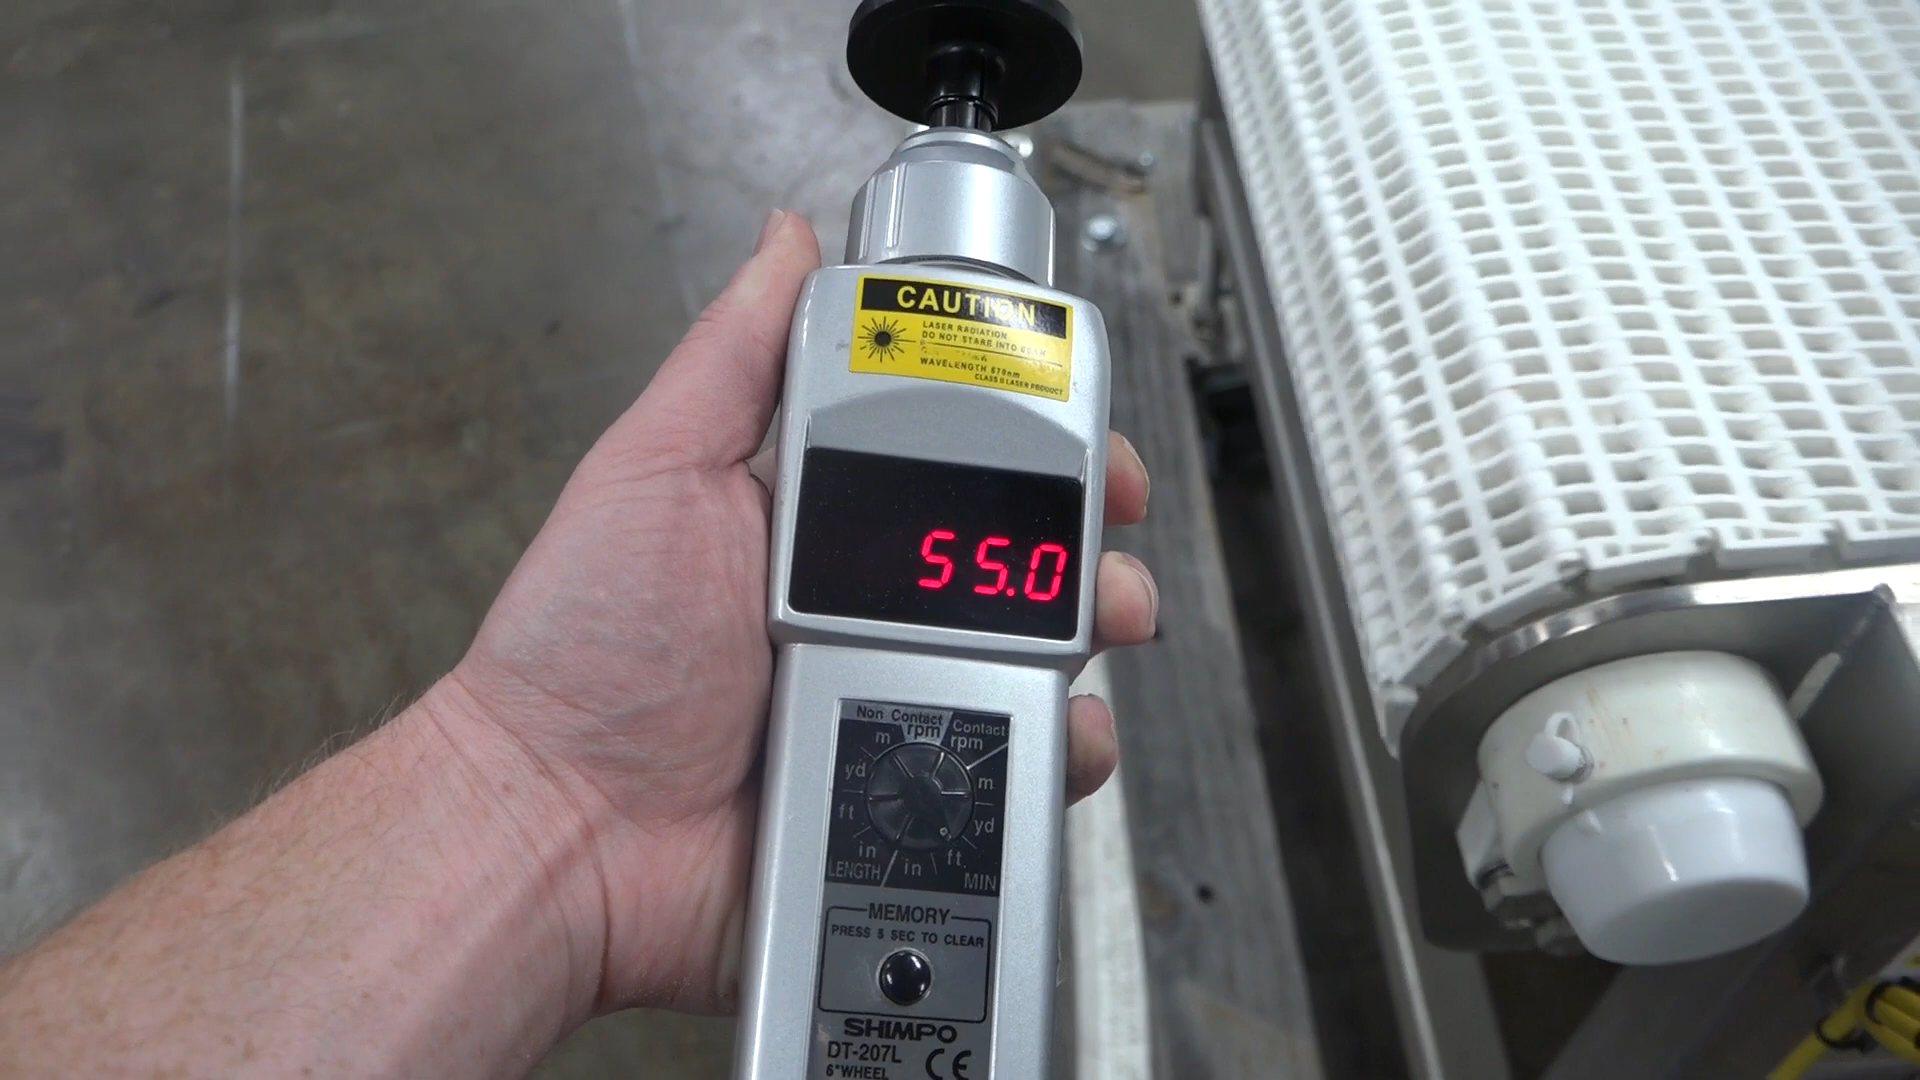 CAUTION
LASER RADIATION
DO NOT STARE INTO BEAM
WAVELENGTH 670nm
CLASS II LASER PRODUCT
55.0
Non Contact Contact
m rpm rpm
yd m
ft yd
in in ft
LENGTH MIN
MEMORY
PRESS 5 SEC TO CLEAR
SHIMPO
DT-207L CE
6"WHEEL